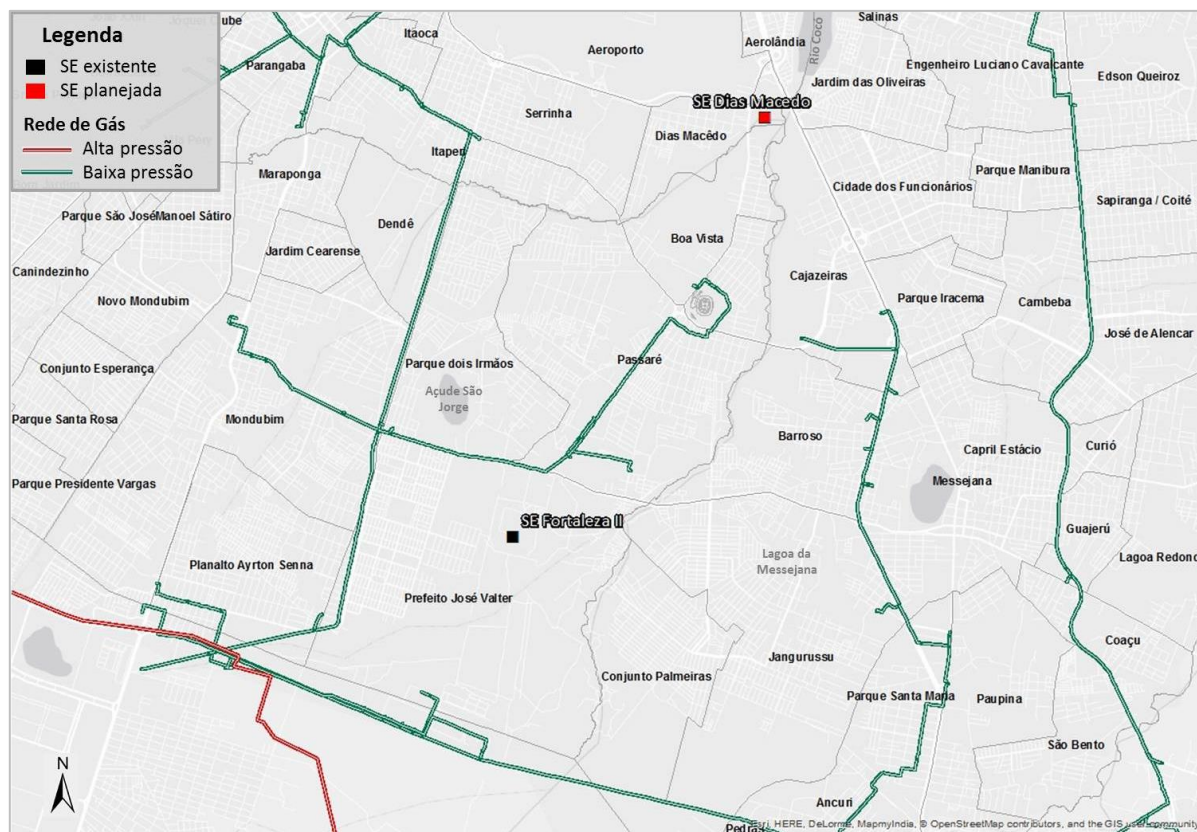 Legenda
SE existente
SE planejada
Rede de Gás
Alta pressão
Baixa pressão
Itaoca
Parangaba
Aeroporto
Aerolândia
Salinas
Rio Coco
Engenheiro Luciano Cavalcante
Edson Queiroz
Jardim das Oliveiras
SE Dias Macedo
Serrinha
Dias Macêdo
Itaperi
Maraponga
Parque Manibura
Cidade dos Funcionários
Sapiranga / Coité
Parque São José
Manoel Sátiro
Dendê
Boa Vista
Jardim Cearense
Canindezinho
Cajazeiras
Novo Mondubim
Parque Iracema
Cambeba
José de Alencar
Conjunto Esperança
Parque dois Irmãos
Passaré
Açude São
Jorge
Parque Santa Rosa
Mondubim
Barroso
Capril Estácio
Curió
Parque Presidente Vargas
Messejana
SE Fortaleza II
Guajerú
Lagoa da
Messejana
Lagoa Redond
Planalto Ayrton Senna
Prefeito José Valter
Coaçu
Jangurussu
Conjunto Palmeiras
Parque Santa Maria
Paupina
São Bento
N
Ancuri
Pedras
Esri, HERE, DeLorme, MapmyIndia, © OpenStreetMap contributors, and the GIS user community